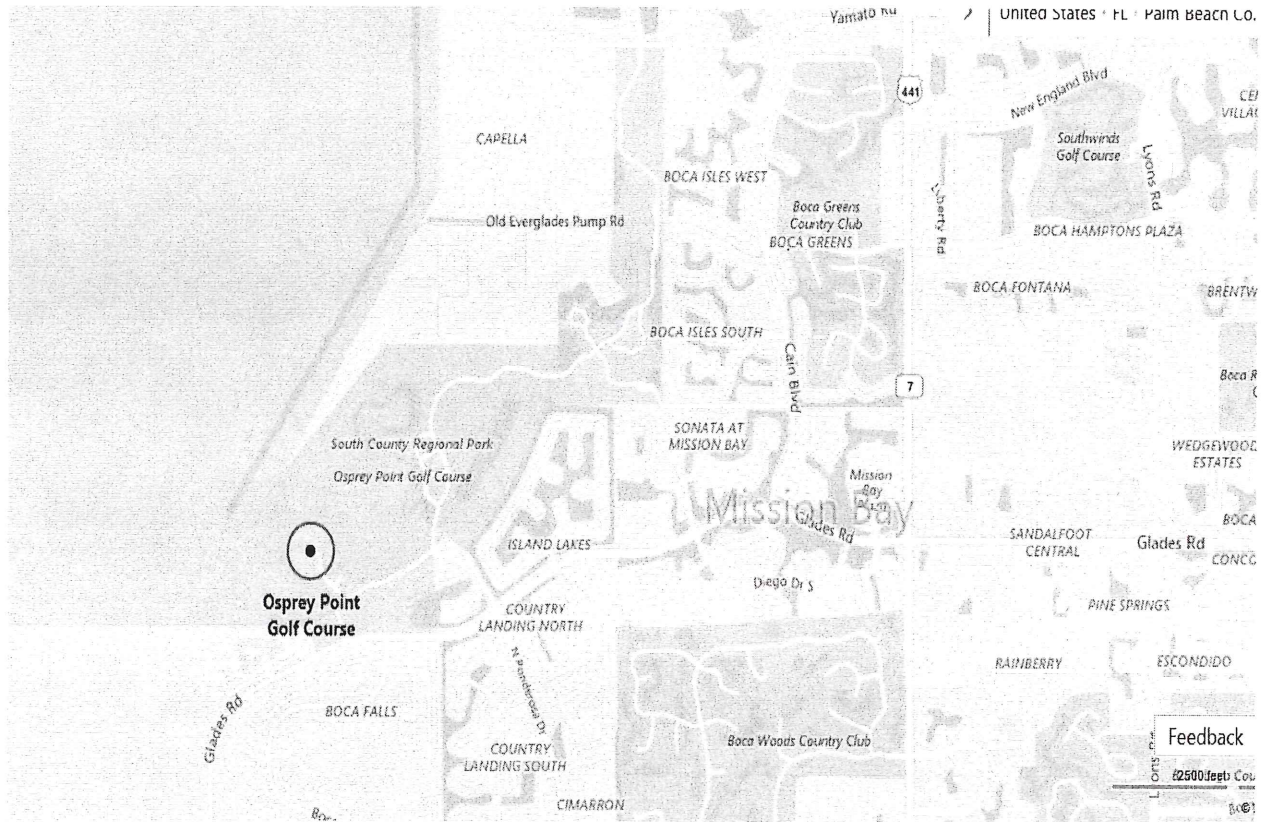 Yamato Rd
United States · FL · Palm Beach Co.
441
New England Blvd
Southwinds
Golf Course
Lyons Rd
CAPELLA
BOCA ISLES WEST
Old Everglades Pump Rd
Boca Greens
Country Club
BOCA GREENS
Liberty Rd
BOCA HAMPTONS PLAZA
BOCA FONTANA
BRENTW
BOCA ISLES SOUTH
Cain Blvd
7
Boca R
SONATA AT
MISSION BAY
South County Regional Park
Osprey Point Golf Course
WEDGEWOOD
ESTATES
Mission
Bay
Mission Bay
Glades Rd
ISLAND LAKES
SANDALFOOT
CENTRAL
Glades Rd
BOCA
CONCO
Diego Dr S
Osprey Point
Golf Course
COUNTRY
LANDING NORTH
PINE SPRINGS
N Ponderosa Dr
RAINBERRY
ESCONDIDO
Glades Rd
BOCA FALLS
COUNTRY
LANDING SOUTH
Boca Woods Country Club
Feedback
2500 feet
CIMARRON